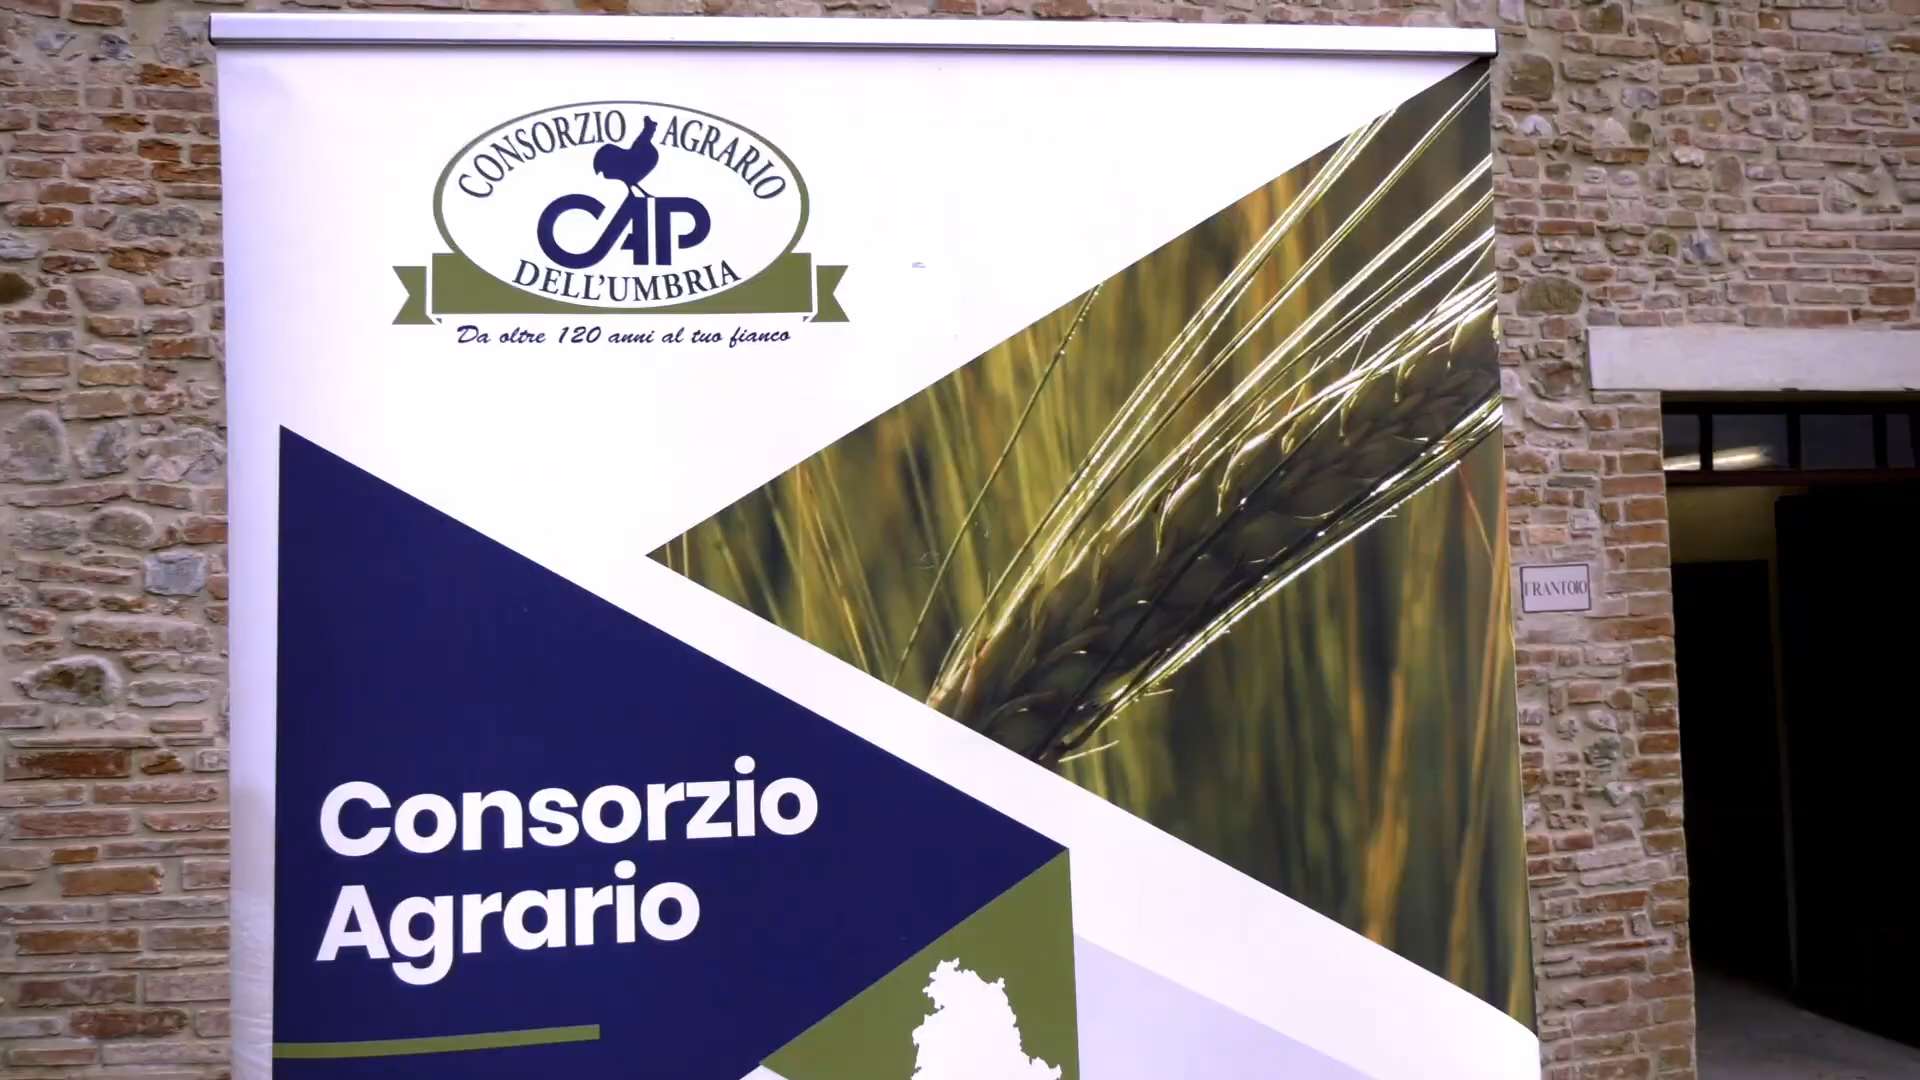 CONSORZIO AGRARIO
CAP
DELL'UMBRIA
Da oltre 120 anni al tuo fianco
Consorzio
Agrario
FRANTOIO